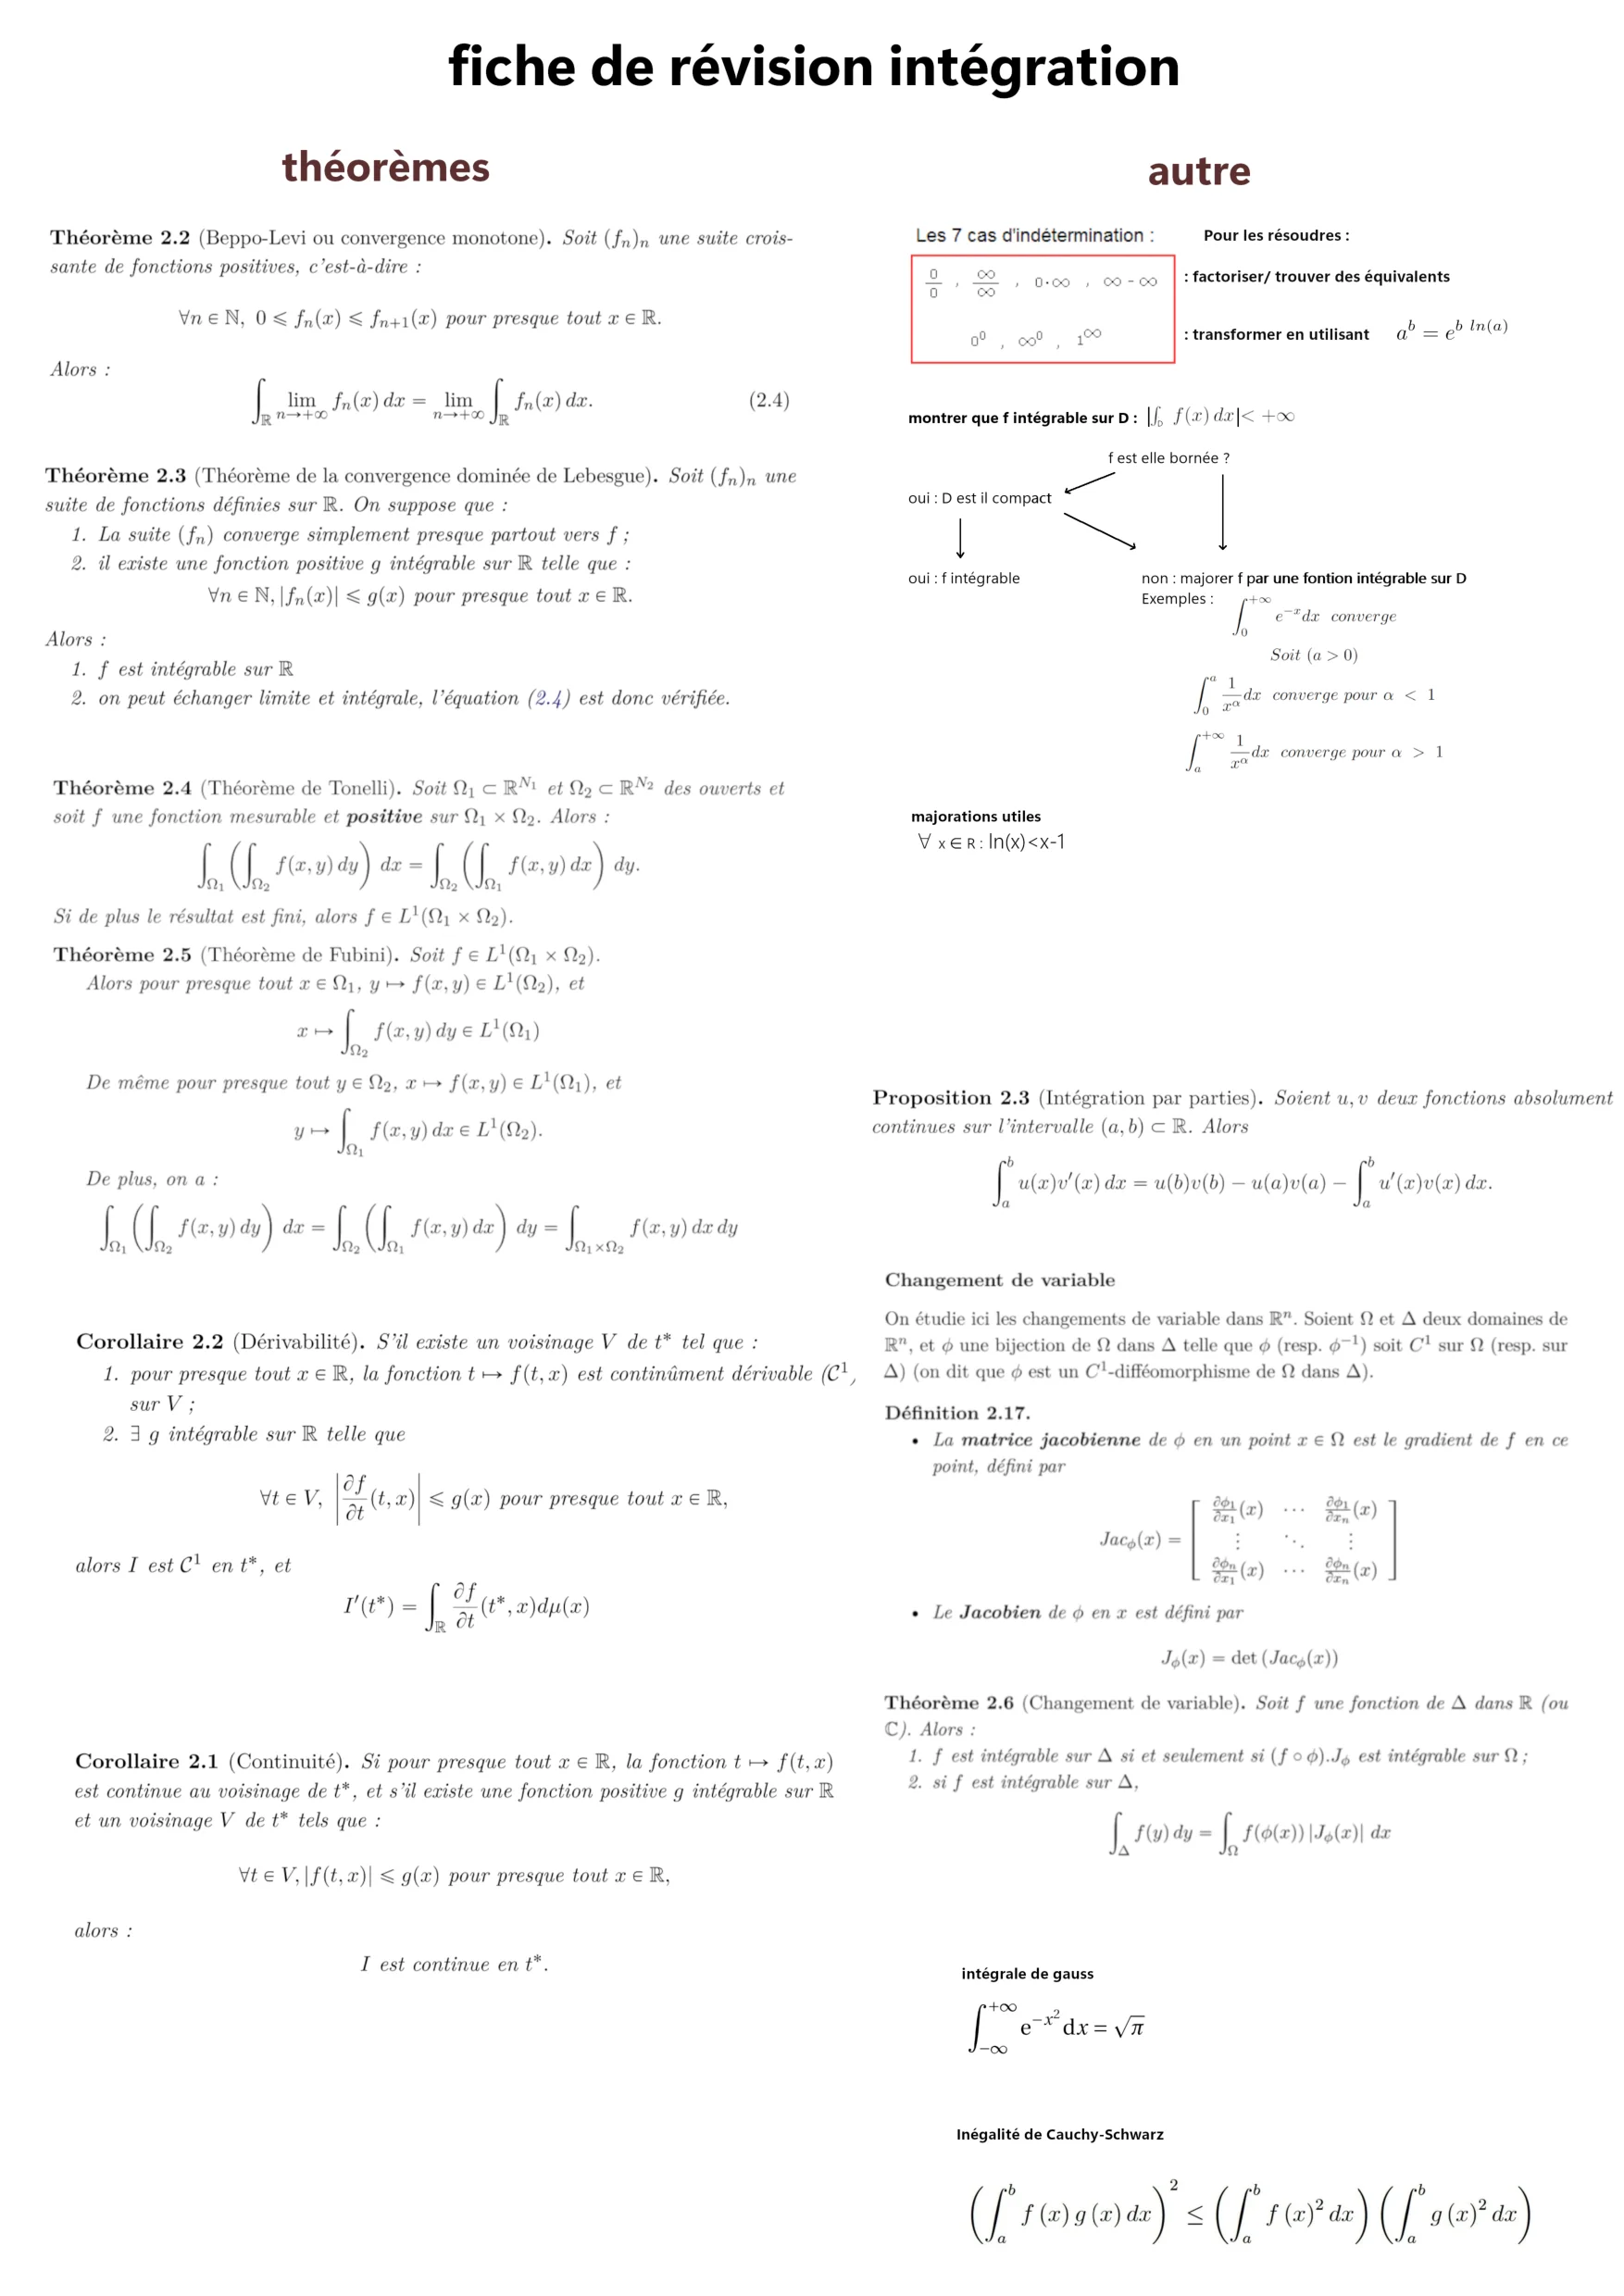 fiche de révision intégration
théorèmes
Théorème 2.2 (Beppo-Levi ou convergence monotone). Soit (fₙ)ₙ une suite crois-
sante de fonctions positives, c'est-à-dire :
∀n ∈ ℕ, 0 ⩽ fₙ(x) ⩽ fₙ₊₁(x) pour presque tout x ∈ ℝ.
Alors :
∫_ℝ lim_{n→+∞} fₙ(x) dx = lim_{n→+∞} ∫_ℝ fₙ(x) dx. (2.4)
Théorème 2.3 (Théorème de la convergence dominée de Lebesgue). Soit (fₙ)ₙ une
suite de fonctions définies sur ℝ. On suppose que :
1. La suite (fₙ) converge simplement presque partout vers f ;
2. il existe une fonction positive g intégrable sur ℝ telle que :
∀n ∈ ℕ, |fₙ(x)| ⩽ g(x) pour presque tout x ∈ ℝ.
Alors :
1. f est intégrable sur ℝ
2. on peut échanger limite et intégrale, l'équation (2.4) est donc vérifiée.
Théorème 2.4 (Théorème de Tonelli). Soit Ω₁ ⊂ ℝ^{N₁} et Ω₂ ⊂ ℝ^{N₂} des ouverts et
soit f une fonction mesurable et positive sur Ω₁ × Ω₂. Alors :
∫_{Ω₁} (∫_{Ω₂} f(x, y) dy) dx = ∫_{Ω₂} (∫_{Ω₁} f(x, y) dx) dy.
Si de plus le résultat est fini, alors f ∈ L¹(Ω₁ × Ω₂).
Théorème 2.5 (Théorème de Fubini). Soit f ∈ L¹(Ω₁ × Ω₂).
Alors pour presque tout x ∈ Ω₁, y ↦ f(x, y) ∈ L¹(Ω₂), et
x ↦ ∫_{Ω₂} f(x, y) dy ∈ L¹(Ω₁)
De même pour presque tout y ∈ Ω₂, x ↦ f(x, y) ∈ L¹(Ω₁), et
y ↦ ∫_{Ω₁} f(x, y) dx ∈ L¹(Ω₂).
De plus, on a :
∫_{Ω₁} (∫_{Ω₂} f(x, y) dy) dx = ∫_{Ω₂} (∫_{Ω₁} f(x, y) dx) dy = ∫_{Ω₁×Ω₂} f(x, y) dx dy
Corollaire 2.2 (Dérivabilité). S'il existe un voisinage V de t* tel que :
1. pour presque tout x ∈ ℝ, la fonction t ↦ f(t, x) est continûment dérivable (𝒞¹,
sur V ;
2. ∃ g intégrable sur ℝ telle que
∀t ∈ V, |∂f/∂t (t, x)| ⩽ g(x) pour presque tout x ∈ ℝ,
alors I est 𝒞¹ en t*, et
I′(t*) = ∫_ℝ ∂f/∂t (t*, x)dμ(x)
Corollaire 2.1 (Continuité). Si pour presque tout x ∈ ℝ, la fonction t ↦ f(t, x)
est continue au voisinage de t*, et s'il existe une fonction positive g intégrable sur ℝ
et un voisinage V de t* tels que :
∀t ∈ V, |f(t, x)| ⩽ g(x) pour presque tout x ∈ ℝ,
alors :
I est continue en t*.
autre
Les 7 cas d'indétermination : Pour les résoudres :
0/0 , ∞/∞ , 0·∞ , ∞ - ∞ : factoriser/ trouver des équivalents
0⁰ , ∞⁰ , 1^∞ : transformer en utilisant a^b = e^{b ln(a)}
montrer que f intégrable sur D : |∫_D f(x) dx| < +∞
f est elle bornée ?
oui : D est il compact
oui : f intégrable
non : majorer f par une fontion intégrable sur D
Exemples :
∫_0^{+∞} e^{-x} dx converge
Soit (a > 0)
∫_0^a 1/x^α dx converge pour α < 1
∫_a^{+∞} 1/x^α dx converge pour α > 1
majorations utiles
∀ x ∈ R : ln(x)<x-1
Proposition 2.3 (Intégration par parties). Soient u, v deux fonctions absolument
continues sur l'intervalle (a, b) ⊂ ℝ. Alors
∫_a^b u(x)v′(x) dx = u(b)v(b) − u(a)v(a) − ∫_a^b u′(x)v(x) dx.
Changement de variable
On étudie ici les changements de variable dans ℝⁿ. Soient Ω et Δ deux domaines de
ℝⁿ, et ϕ une bijection de Ω dans Δ telle que ϕ (resp. ϕ⁻¹) soit C¹ sur Ω (resp. sur
Δ) (on dit que ϕ est un C¹-difféomorphisme de Ω dans Δ).
Définition 2.17.
• La matrice jacobienne de ϕ en un point x ∈ Ω est le gradient de f en ce
point, défini par
Jac_ϕ(x) = [ ∂ϕ₁/∂x₁ (x) ⋯ ∂ϕ₁/∂xₙ (x)
⋮ ⋱ ⋮
∂ϕₙ/∂x₁ (x) ⋯ ∂ϕₙ/∂xₙ (x) ]
• Le Jacobien de ϕ en x est défini par
J_ϕ(x) = det (Jac_ϕ(x))
Théorème 2.6 (Changement de variable). Soit f une fonction de Δ dans ℝ (ou
ℂ). Alors :
1. f est intégrable sur Δ si et seulement si (f ∘ ϕ).J_ϕ est intégrable sur Ω ;
2. si f est intégrable sur Δ,
∫_Δ f(y) dy = ∫_Ω f(ϕ(x)) |J_ϕ(x)| dx
intégrale de gauss
∫_{−∞}^{+∞} e^{−x²} dx = √π
Inégalité de Cauchy-Schwarz
(∫_a^b f (x) g (x) dx)² ≤ (∫_a^b f (x)² dx) (∫_a^b g (x)² dx)